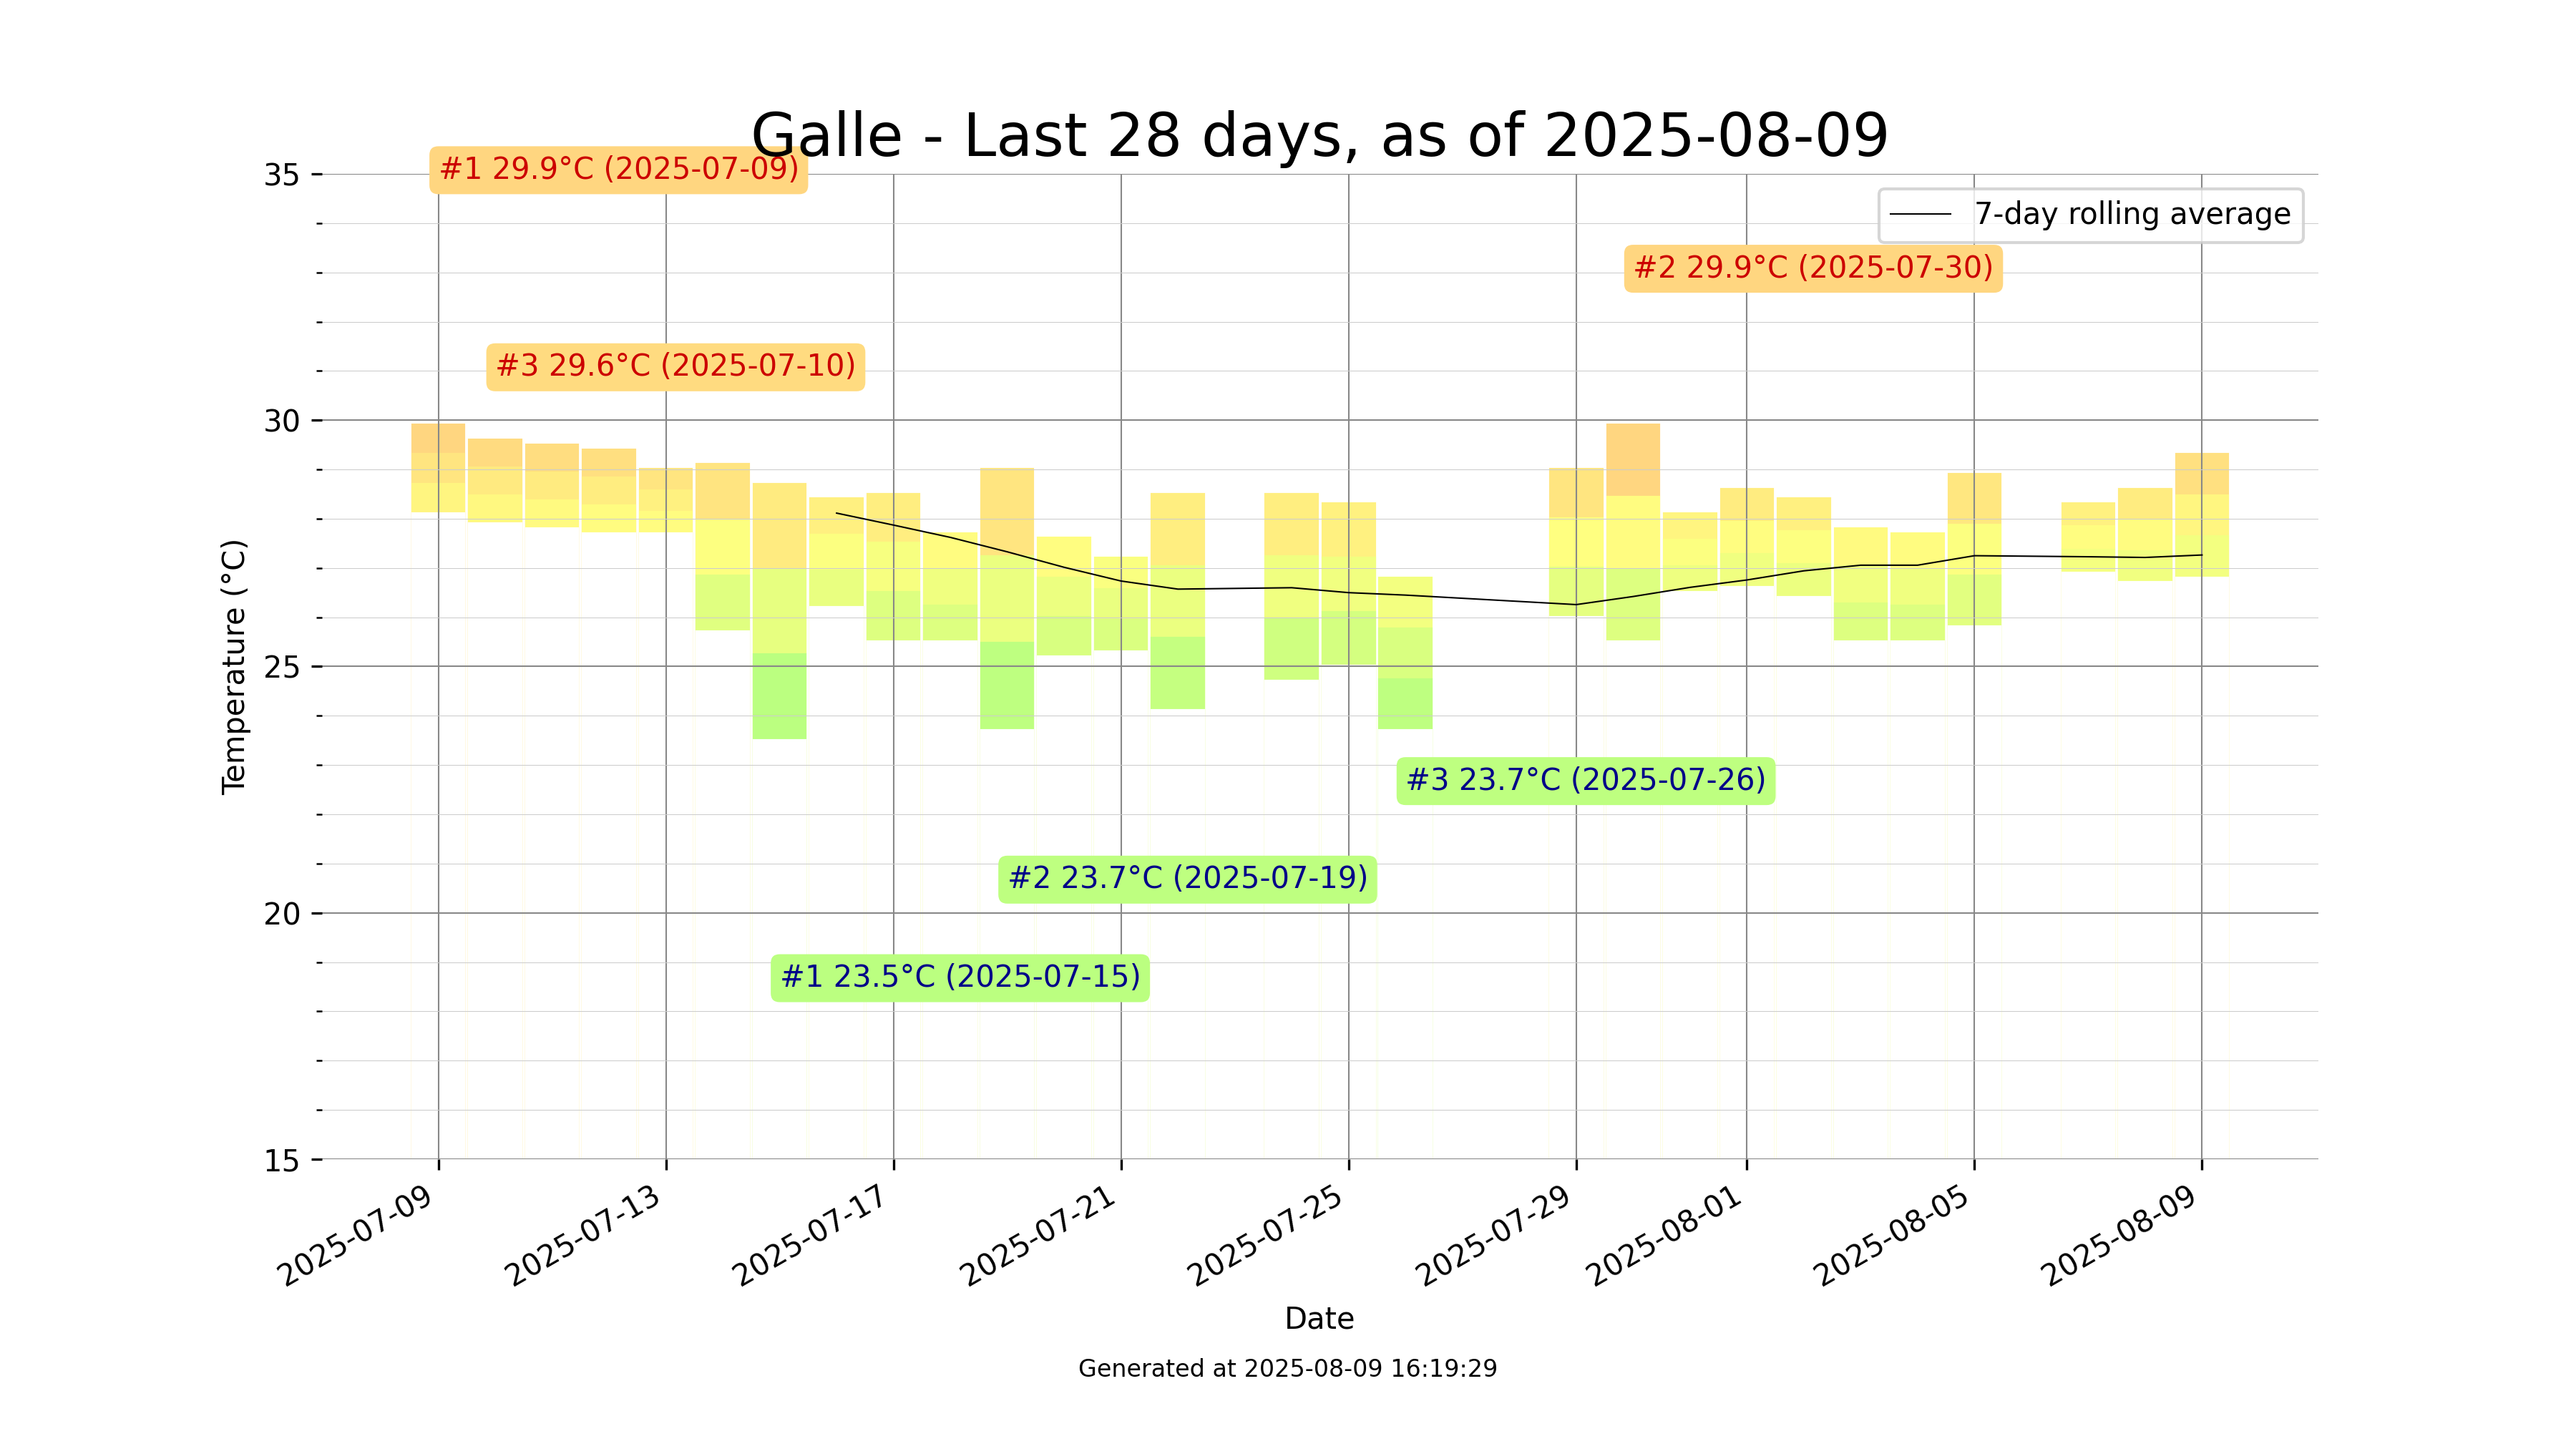 Galle - Last 28 days, as of 2025-08-09
#1 29.9°C (2025-07-09)
7-day rolling average
#2 29.9°C (2025-07-30)
#3 29.6°C (2025-07-10)
#3 23.7°C (2025-07-26)
#2 23.7°C (2025-07-19)
#1 23.5°C (2025-07-15)
Temperature (°C)
35
30
25
20
15
2025-07-09
2025-07-13
2025-07-17
2025-07-21
2025-07-25
2025-07-29
2025-08-01
2025-08-05
2025-08-09
Date
Generated at 2025-08-09 16:19:29